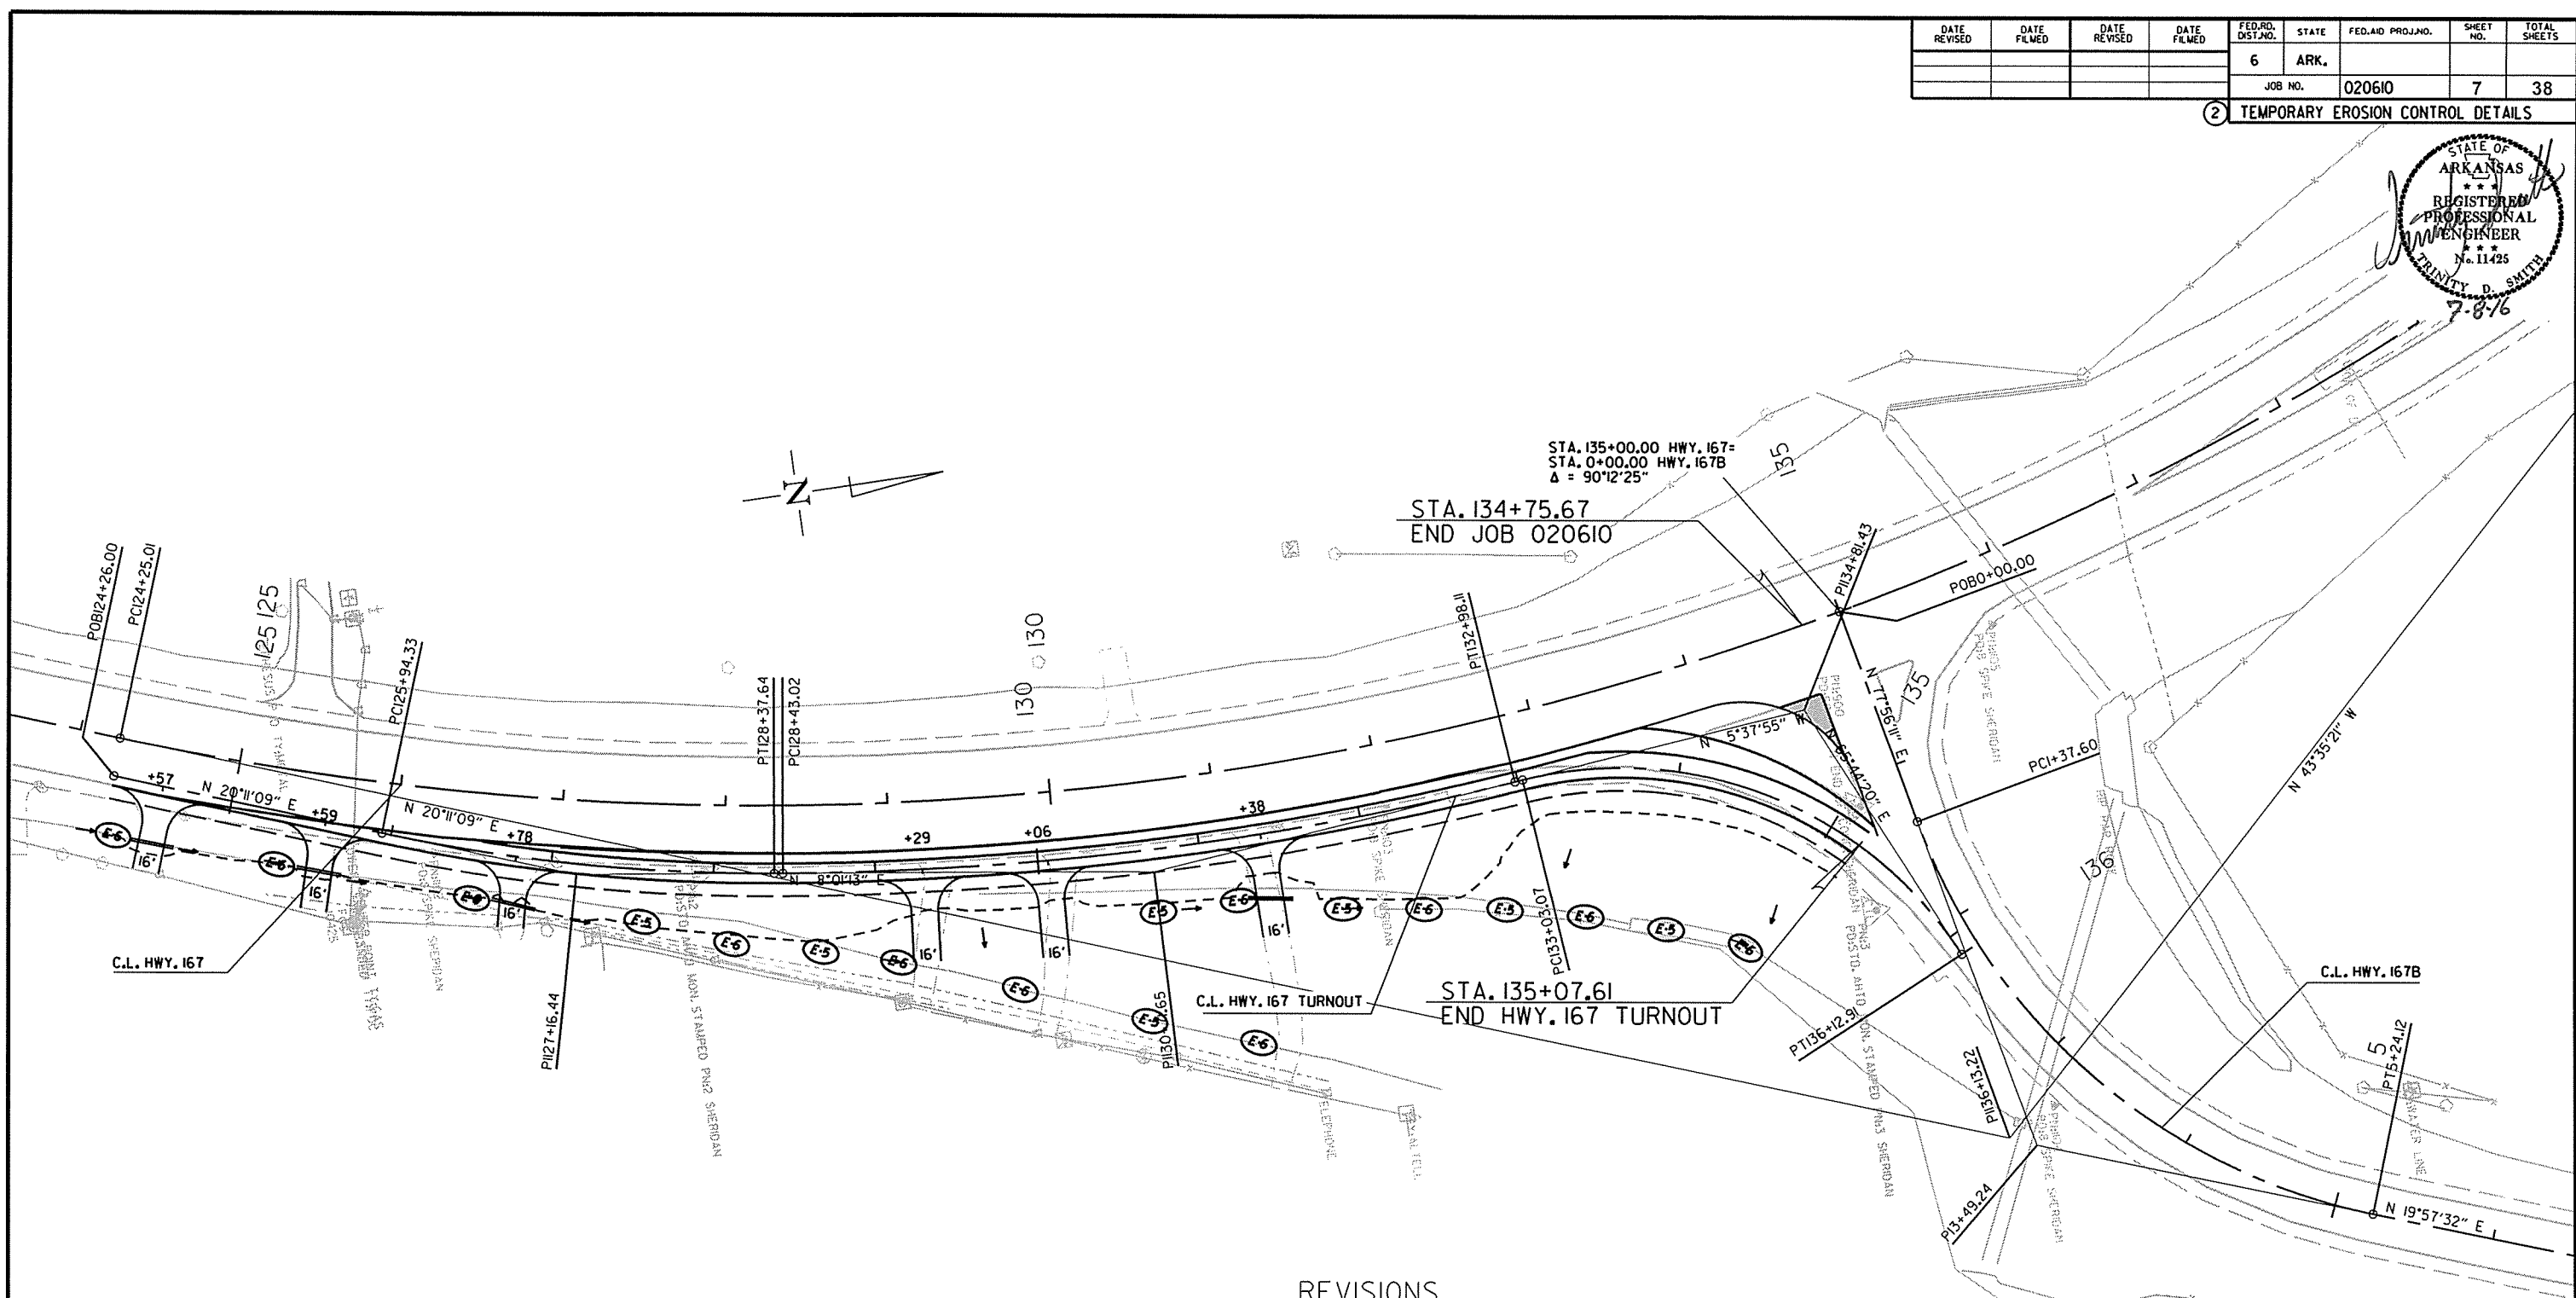 DATE REVISED
DATE FILMED
DATE REVISED
DATE FILMED
FED.RD. DIST.NO.
STATE
FED.AID PROJ.NO.
SHEET NO.
TOTAL SHEETS
6
ARK.
JOB NO.
020610
7
38
2
TEMPORARY EROSION CONTROL DETAILS
STATE OF
ARKANSAS
REGISTERED
PROFESSIONAL
ENGINEER
No. 11425
TRINITY D. SMITH
7-8-16
STA. 135+00.00 HWY. 167=
STA. 0+00.00 HWY. 167B
Δ = 90°12'25"
135
STA. 134+75.67
END JOB 020610
PI134+81.43
POB0+00.00
N
POB124+26.00
PC124+25.01
125
125
PC125+94.33
PT128+37.64
PC128+43.02
130
130
PT132+98.11
N 77°56'11" E
135
N 5°37'55" W
N 65°44'20" E
PC1+37.60
N 43°35'21" W
+57
N 20°11'09" E
+59
N 20°11'09" E
+78
+29
+06
+38
N 8°01'13" E
E-6
16'
E-6
16'
E-6
16'
E-5
E-6
E-5
E-6
16'
E-6
16'
E-5
E-6
E-5
E-6
16'
E-5
E-6
E-5
E-6
E-5
E-6
136
C.L. HWY. 167
PI127+16.44
C.L. HWY. 167 TURNOUT
PC133+03.07
STA. 135+07.61
END HWY. 167 TURNOUT
PT136+12.91
PI136+13.22
C.L. HWY. 167B
5
PT5+24.12
PI3+49.24
N 19°57'32" E
WATER LINE
TELEPHONE
PD:STD. AHTD MON. STAMPED PN:3 SHERIDAN
REVISIONS